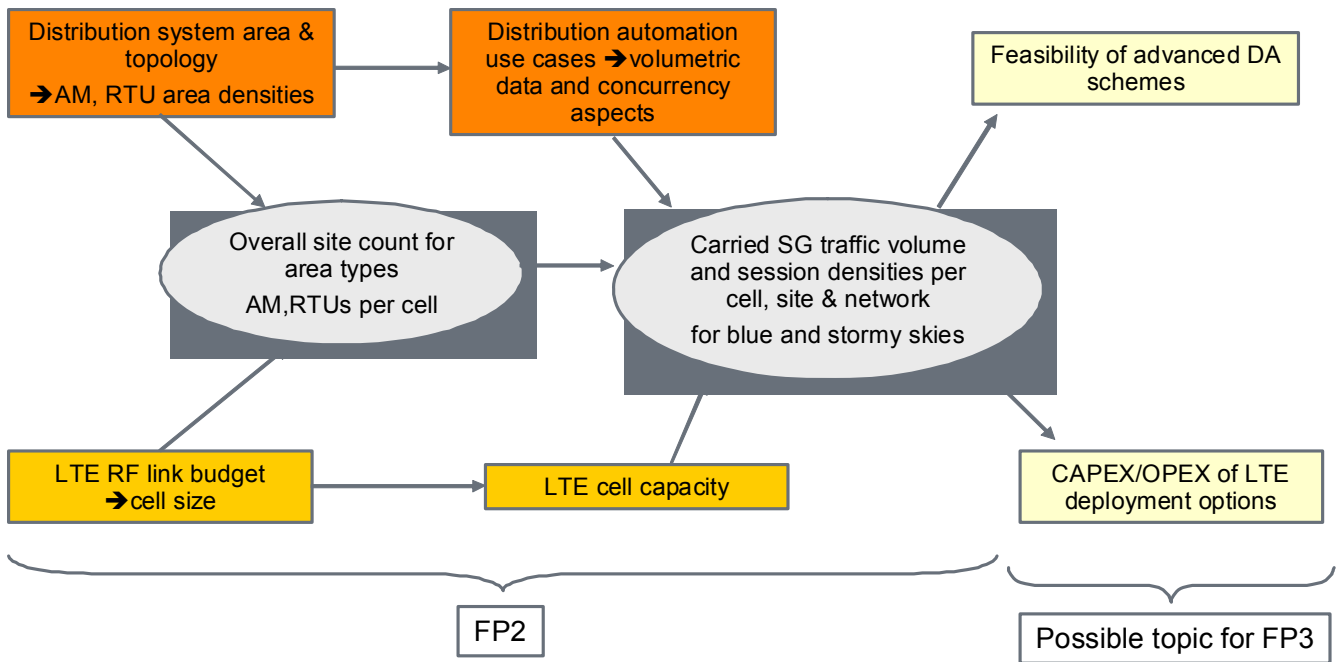 Distribution system area &
topology
➔AM, RTU area densities
Distribution automation
use cases ➔volumetric
data and concurrency
aspects
Feasibility of advanced DA
schemes
Overall site count for
area types
AM,RTUs per cell
Carried SG traffic volume
and session densities per
cell, site & network
for blue and stormy skies
LTE RF link budget
➔cell size
LTE cell capacity
CAPEX/OPEX of LTE
deployment options
FP2
Possible topic for FP3